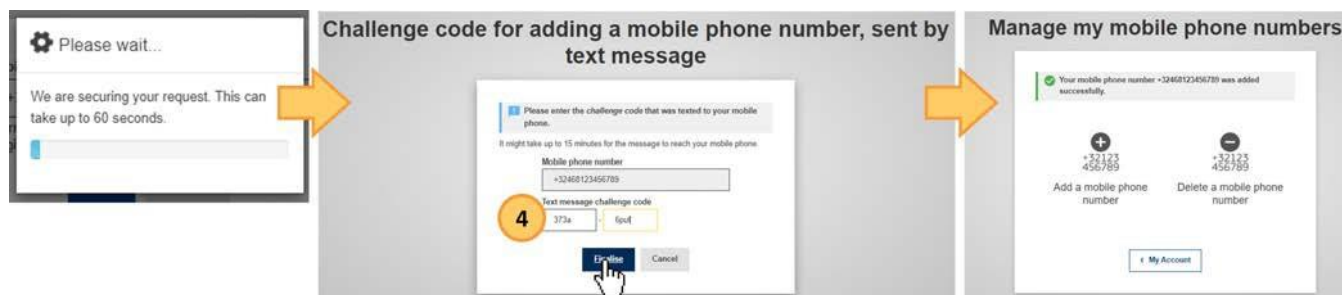 Please wait...
We are securing your request. This can
take up to 60 seconds.
Challenge code for adding a mobile phone number, sent by
text message
Please enter the challenge code that was texted to your mobile
phone.
It might take up to 15 minutes for the message to reach your mobile phone.
Mobile phone number
+32468123456789
Text message challenge code
4
373a - 6put
Finalise Cancel
Manage my mobile phone numbers
Your mobile phone number +32468123456789 was added
successfully.
+32123
456789
Add a mobile phone
number
+32123
456789
Delete a mobile phone
number
‹ My Account